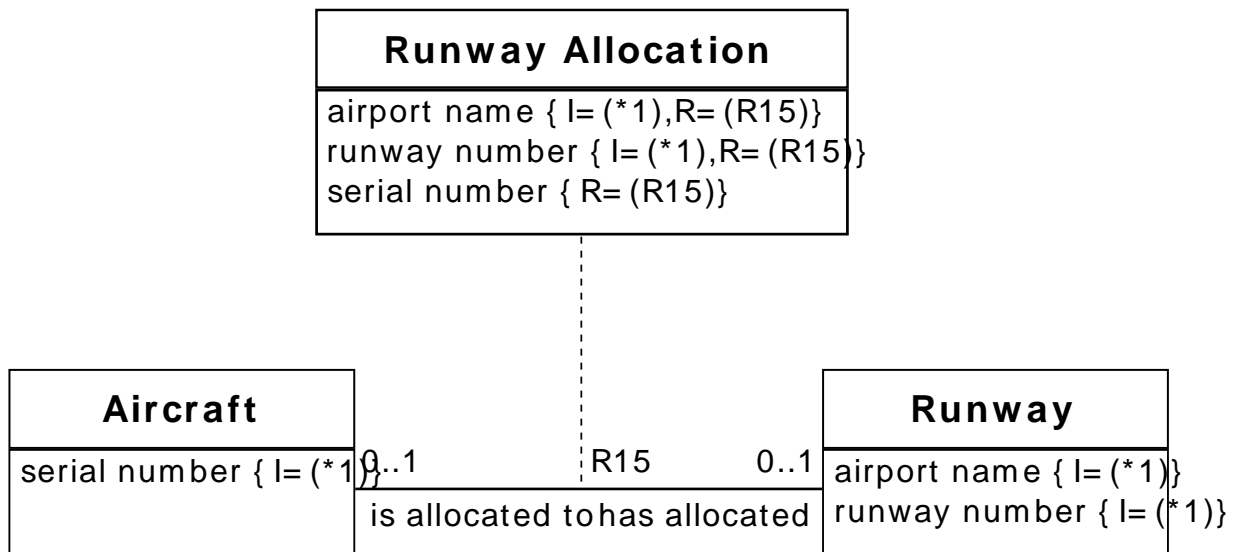 Runway Allocation
airport name { I=(*1),R=(R15)}
runway number { I=(*1),R=(R15)}
serial number { R=(R15)}
Aircraft
serial number { I=(*1)}
0..1
R15
0..1
is allocated to
has allocated
Runway
airport name { I=(*1)}
runway number { I=(*1)}